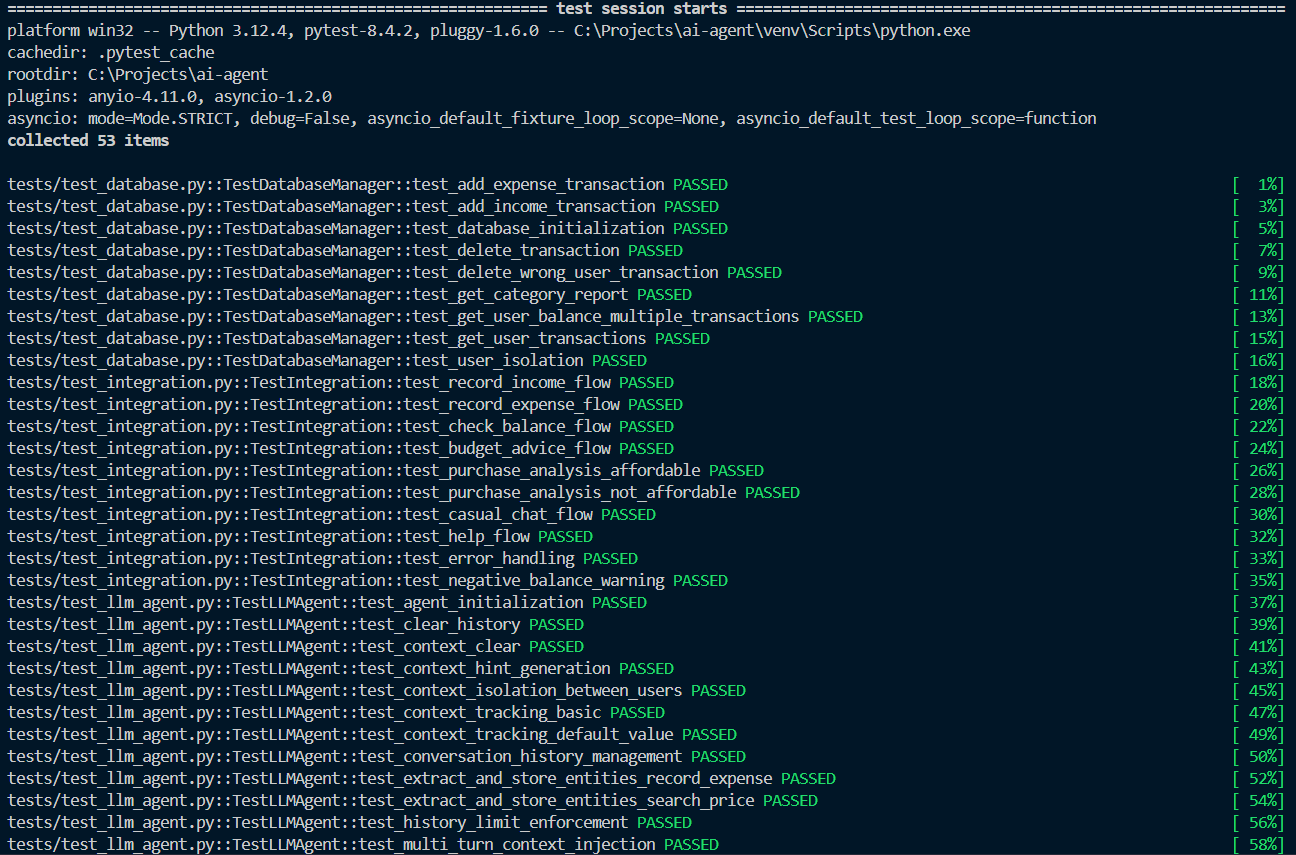 ============================================================ test session starts =============================================================
platform win32 -- Python 3.12.4, pytest-8.4.2, pluggy-1.6.0 -- C:\Projects\ai-agent\venv\Scripts\python.exe
cachedir: .pytest_cache
rootdir: C:\Projects\ai-agent
plugins: anyio-4.11.0, asyncio-1.2.0
asyncio: mode=Mode.STRICT, debug=False, asyncio_default_fixture_loop_scope=None, asyncio_default_test_loop_scope=function
collected 53 items

tests/test_database.py::TestDatabaseManager::test_add_expense_transaction PASSED [  1%]
tests/test_database.py::TestDatabaseManager::test_add_income_transaction PASSED [  3%]
tests/test_database.py::TestDatabaseManager::test_database_initialization PASSED [  5%]
tests/test_database.py::TestDatabaseManager::test_delete_transaction PASSED [  7%]
tests/test_database.py::TestDatabaseManager::test_delete_wrong_user_transaction PASSED [  9%]
tests/test_database.py::TestDatabaseManager::test_get_category_report PASSED [ 11%]
tests/test_database.py::TestDatabaseManager::test_get_user_balance_multiple_transactions PASSED [ 13%]
tests/test_database.py::TestDatabaseManager::test_get_user_transactions PASSED [ 15%]
tests/test_database.py::TestDatabaseManager::test_user_isolation PASSED [ 16%]
tests/test_integration.py::TestIntegration::test_record_income_flow PASSED [ 18%]
tests/test_integration.py::TestIntegration::test_record_expense_flow PASSED [ 20%]
tests/test_integration.py::TestIntegration::test_check_balance_flow PASSED [ 22%]
tests/test_integration.py::TestIntegration::test_budget_advice_flow PASSED [ 24%]
tests/test_integration.py::TestIntegration::test_purchase_analysis_affordable PASSED [ 26%]
tests/test_integration.py::TestIntegration::test_purchase_analysis_not_affordable PASSED [ 28%]
tests/test_integration.py::TestIntegration::test_casual_chat_flow PASSED [ 30%]
tests/test_integration.py::TestIntegration::test_help_flow PASSED [ 32%]
tests/test_integration.py::TestIntegration::test_error_handling PASSED [ 33%]
tests/test_integration.py::TestIntegration::test_negative_balance_warning PASSED [ 35%]
tests/test_llm_agent.py::TestLLMAgent::test_agent_initialization PASSED [ 37%]
tests/test_llm_agent.py::TestLLMAgent::test_clear_history PASSED [ 39%]
tests/test_llm_agent.py::TestLLMAgent::test_context_clear PASSED [ 41%]
tests/test_llm_agent.py::TestLLMAgent::test_context_hint_generation PASSED [ 43%]
tests/test_llm_agent.py::TestLLMAgent::test_context_isolation_between_users PASSED [ 45%]
tests/test_llm_agent.py::TestLLMAgent::test_context_tracking_basic PASSED [ 47%]
tests/test_llm_agent.py::TestLLMAgent::test_context_tracking_default_value PASSED [ 49%]
tests/test_llm_agent.py::TestLLMAgent::test_conversation_history_management PASSED [ 50%]
tests/test_llm_agent.py::TestLLMAgent::test_extract_and_store_entities_record_expense PASSED [ 52%]
tests/test_llm_agent.py::TestLLMAgent::test_extract_and_store_entities_search_price PASSED [ 54%]
tests/test_llm_agent.py::TestLLMAgent::test_history_limit_enforcement PASSED [ 56%]
tests/test_llm_agent.py::TestLLMAgent::test_multi_turn_context_injection PASSED [ 58%]